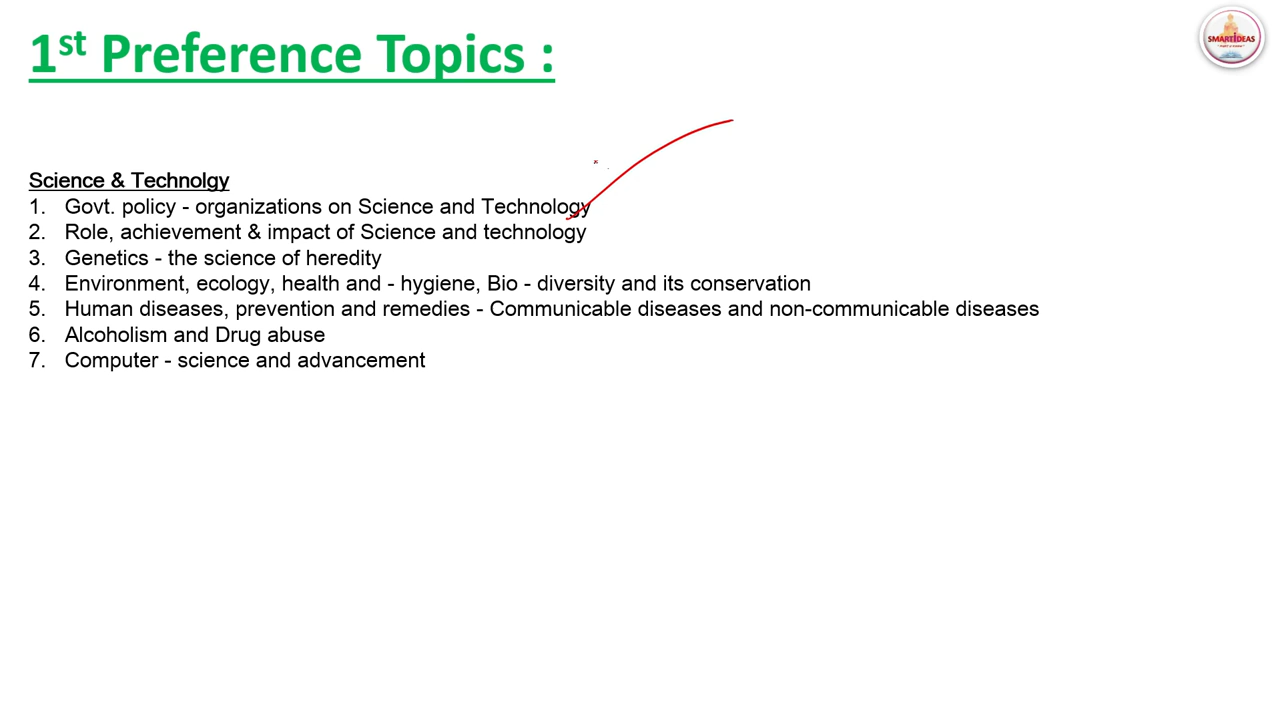 1st Preference Topics :
SMARTIDEAS
Science & Technolgy
1. Govt. policy - organizations on Science and Technology
2. Role, achievement & impact of Science and technology
3. Genetics - the science of heredity
4. Environment, ecology, health and - hygiene, Bio - diversity and its conservation
5. Human diseases, prevention and remedies - Communicable diseases and non-communicable diseases
6. Alcoholism and Drug abuse
7. Computer - science and advancement